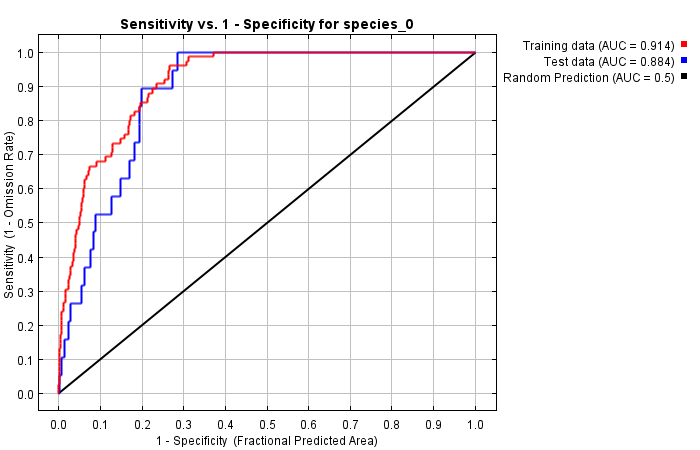 Sensitivity vs. 1 - Specificity for species_0
Training data (AUC = 0.914)
Test data (AUC = 0.884)
Random Prediction (AUC = 0.5)
Sensitivity (1 - Omission Rate)
1.0
0.9
0.8
0.7
0.6
0.5
0.4
0.3
0.2
0.1
0.0
0.0 0.1 0.2 0.3 0.4 0.5 0.6 0.7 0.8 0.9 1.0
1 - Specificity (Fractional Predicted Area)